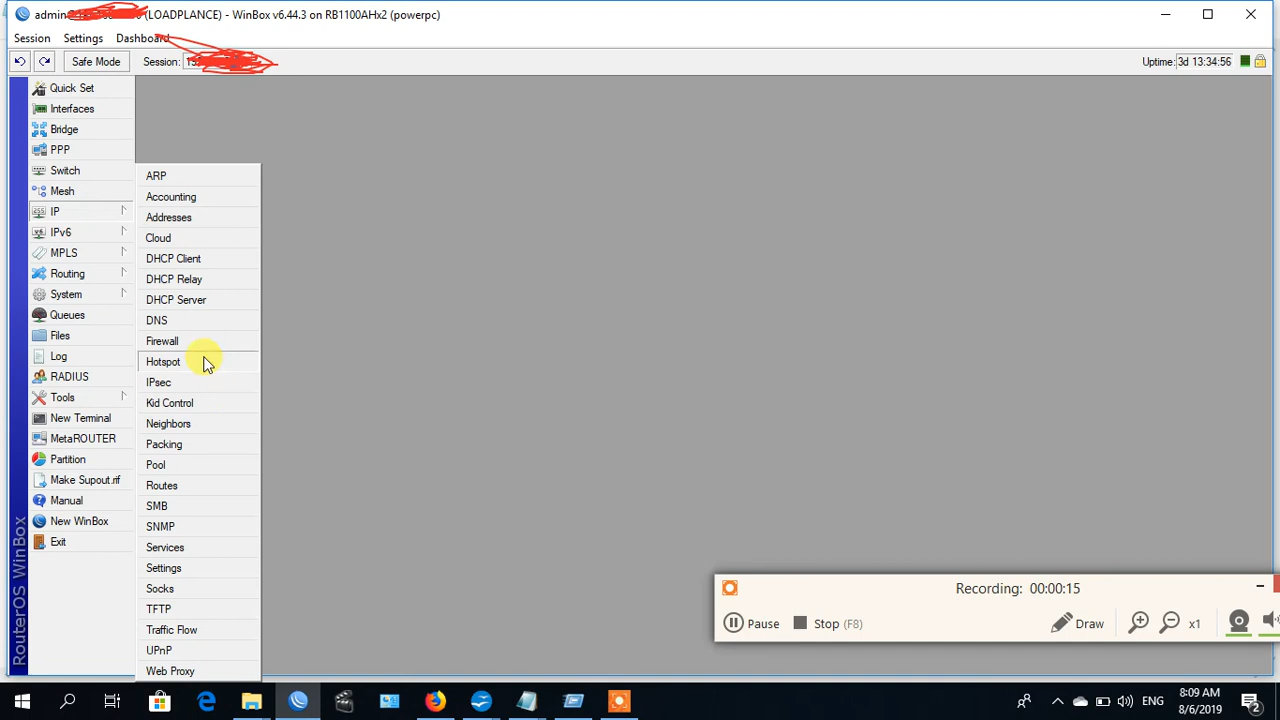 admin@ (LOADPLANCE) - WinBox v6.44.3 on RB1100AHx2 (powerpc)
Session Settings Dashboard
Safe Mode Session: Uptime: 3d 13:34:56
Quick Set
Interfaces
Bridge
PPP
Switch
Mesh
IP
IPv6
MPLS
Routing
System
Queues
Files
Log
RADIUS
Tools
New Terminal
MetaROUTER
Partition
Make Supout.rif
Manual
New WinBox
Exit
RouterOS WinBox
ARP
Accounting
Addresses
Cloud
DHCP Client
DHCP Relay
DHCP Server
DNS
Firewall
Hotspot
IPsec
Kid Control
Neighbors
Packing
Pool
Routes
SMB
SNMP
Services
Settings
Socks
TFTP
Traffic Flow
UPnP
Web Proxy
Recording: 00:00:15
Pause Stop (F8) Draw x1
ENG
8:09 AM
8/6/2019
2